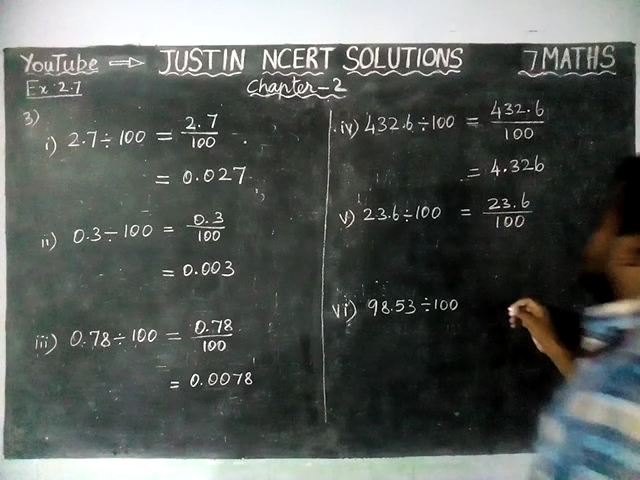 YouTube ⇒ JUSTIN NCERT SOLUTIONS 7 MATHS
Ex:2.7 Chapter-2
3)
i) 2.7÷100 = 2.7/100
= 0.027
ii) 0.3÷100 = 0.3/100
= 0.003
iii) 0.78÷100 = 0.78/100
= 0.0078
iv) 432.6÷100 = 432.6/100
= 4.326
v) 23.6÷100 = 23.6/100
vi) 98.53÷100